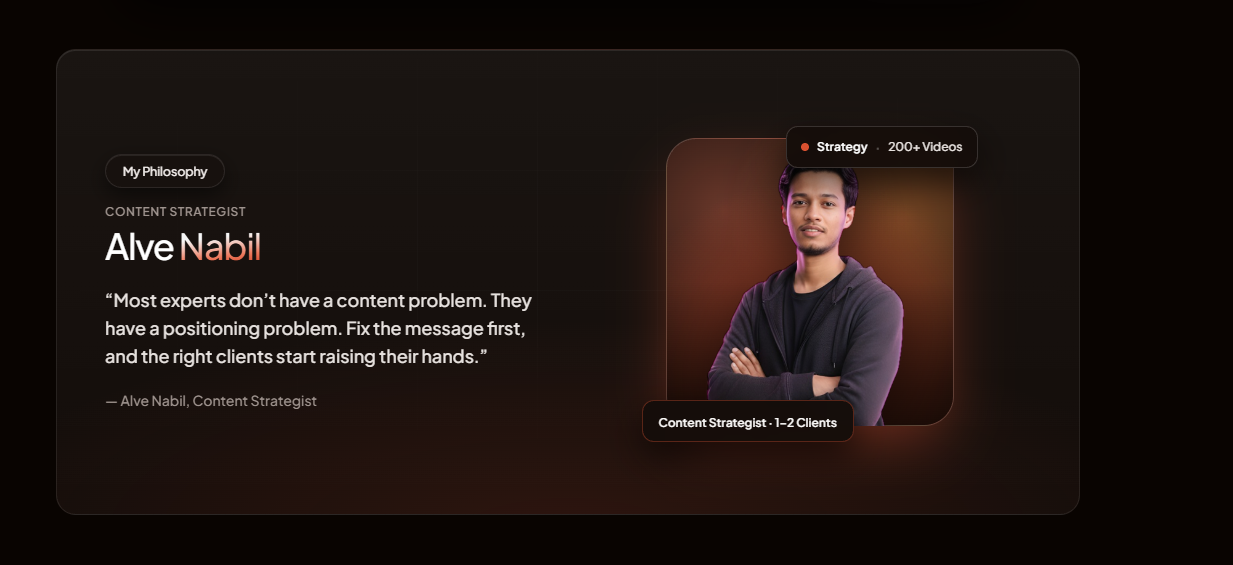 My Philosophy
CONTENT STRATEGIST
Alve Nabil
“Most experts don’t have a content problem. They
have a positioning problem. Fix the message first,
and the right clients start raising their hands.”
— Alve Nabil, Content Strategist
Strategy · 200+ Videos
Content Strategist · 1–2 Clients